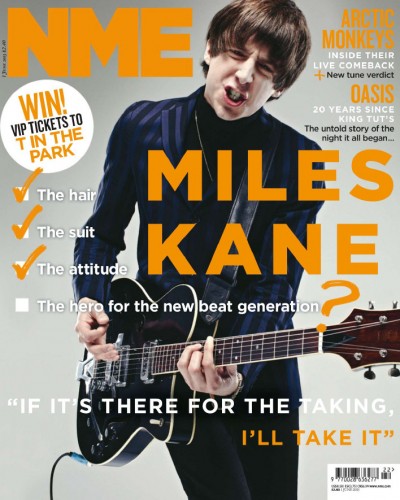 NME
WIN!
VIP TICKETS TO
T IN THE
PARK
ARCTIC
MONKEYS
INSIDE THEIR
LIVE COMEBACK
+ New tune verdict
OASIS
20 YEARS SINCE
KING TUT'S
The untold story of the
night it all began...
MILES
KANE
The hair
The suit
The attitude
The hero for the new beat generation?
"IF IT'S THERE FOR THE TAKING,
I'LL TAKE IT"
22